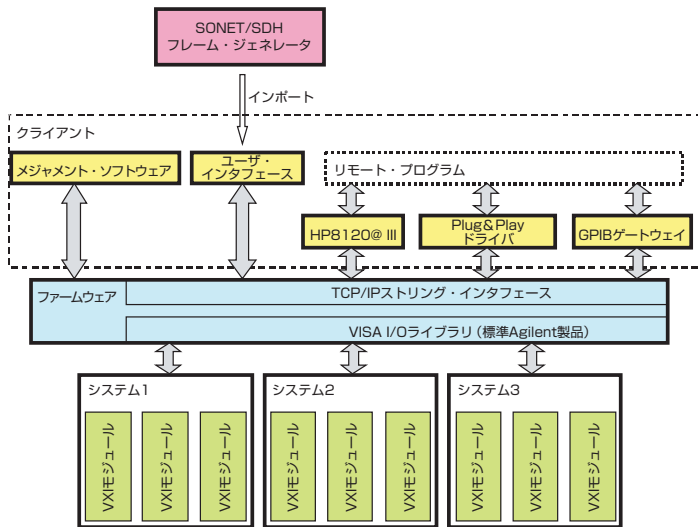 SONET/SDH
フレーム・ジェネレータ
インポート
クライアント
メジャメント・ソフトウェア
ユーザ・
インタフェース
リモート・プログラム
HP8120@ III
Plug&Play
ドライバ
GPIBゲートウェイ
ファームウェア
TCP/IPストリング・インタフェース
VISA I/Oライブラリ（標準Agilent製品）
システム1
システム2
システム3
VXIモジュール
VXIモジュール
VXIモジュール
VXIモジュール
VXIモジュール
VXIモジュール
VXIモジュール
VXIモジュール
VXIモジュール